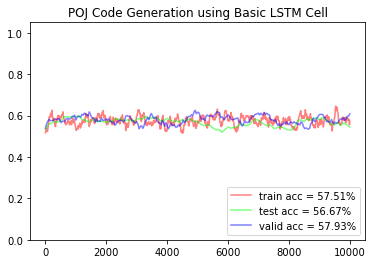 POJ Code Generation using Basic LSTM Cell
1.0
0.8
0.6
0.4
0.2
0.0
train acc = 57.51%
test acc = 56.67%
valid acc = 57.93%
0 2000 4000 6000 8000 10000